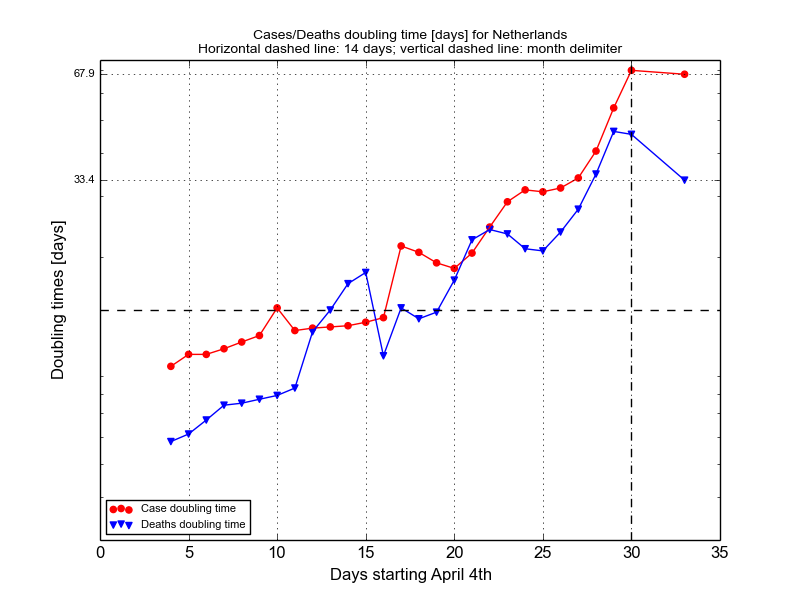 Cases/Deaths doubling time [days] for Netherlands
Horizontal dashed line: 14 days; vertical dashed line: month delimiter
67.9
33.4
Doubling times [days]
Case doubling time
Deaths doubling time
0 5 10 15 20 25 30 35
Days starting April 4th